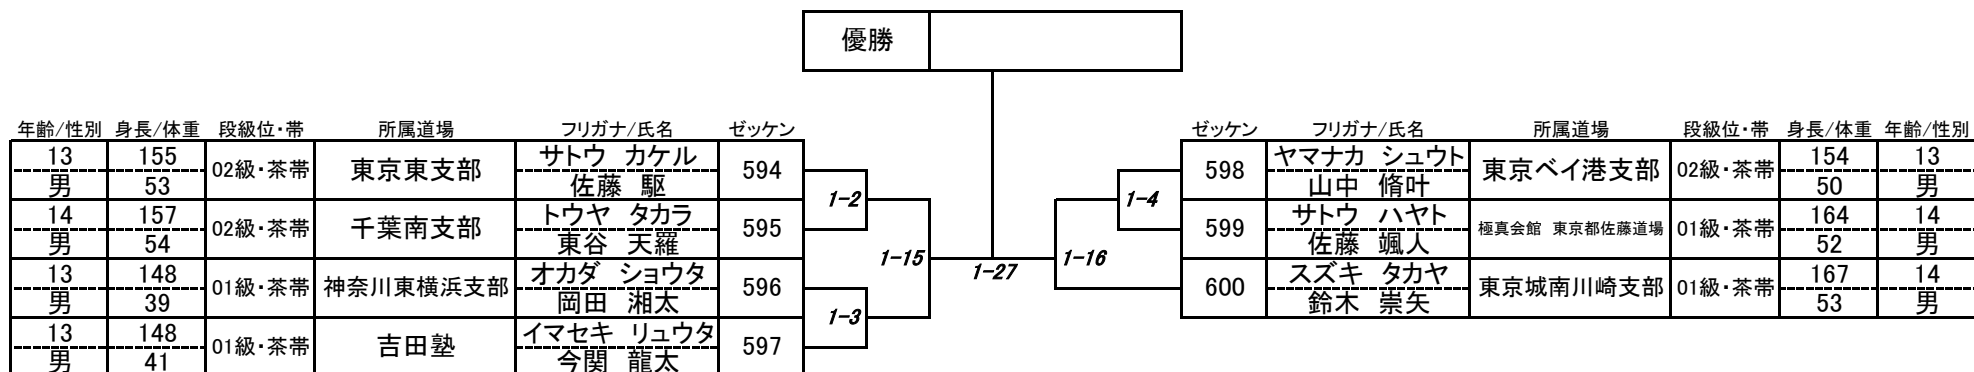 優勝
年齢/性別 身長/体重 段級位・帯 所属道場 フリガナ/氏名 ゼッケン
13 155 02級・茶帯 東京東支部 サトウ カケル 594
男 53 佐藤 駆
1-2
14 157 02級・茶帯 千葉南支部 トウヤ タカラ 595
男 54 東谷 天羅
1-15
13 148 01級・茶帯 神奈川東横浜支部 オカダ ショウタ 596
男 39 岡田 湘太
1-3
13 148 01級・茶帯 吉田塾 イマセキ リュウタ 597
男 41 今関 龍太
1-27
ゼッケン フリガナ/氏名 所属道場 段級位・帯 身長/体重 年齢/性別
598 ヤマナカ シュウト 東京ベイ港支部 02級・茶帯 154 13
山中 脩叶 50 男
1-4
599 サトウ ハヤト 極真会館 東京都佐藤道場 01級・茶帯 164 14
佐藤 颯人 52 男
1-16
600 スズキ タカヤ 東京城南川崎支部 01級・茶帯 167 14
鈴木 崇矢 53 男